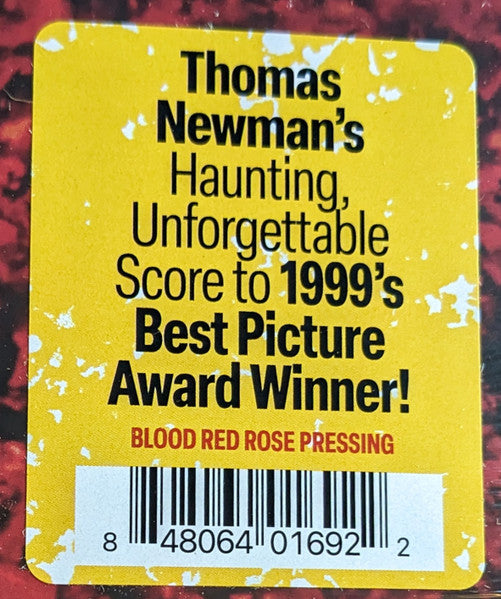 Thomas
Newman's
Haunting,
Unforgettable
Score to 1999's
Best Picture
Award Winner!
BLOOD RED ROSE PRESSING
8 48064 01692 2